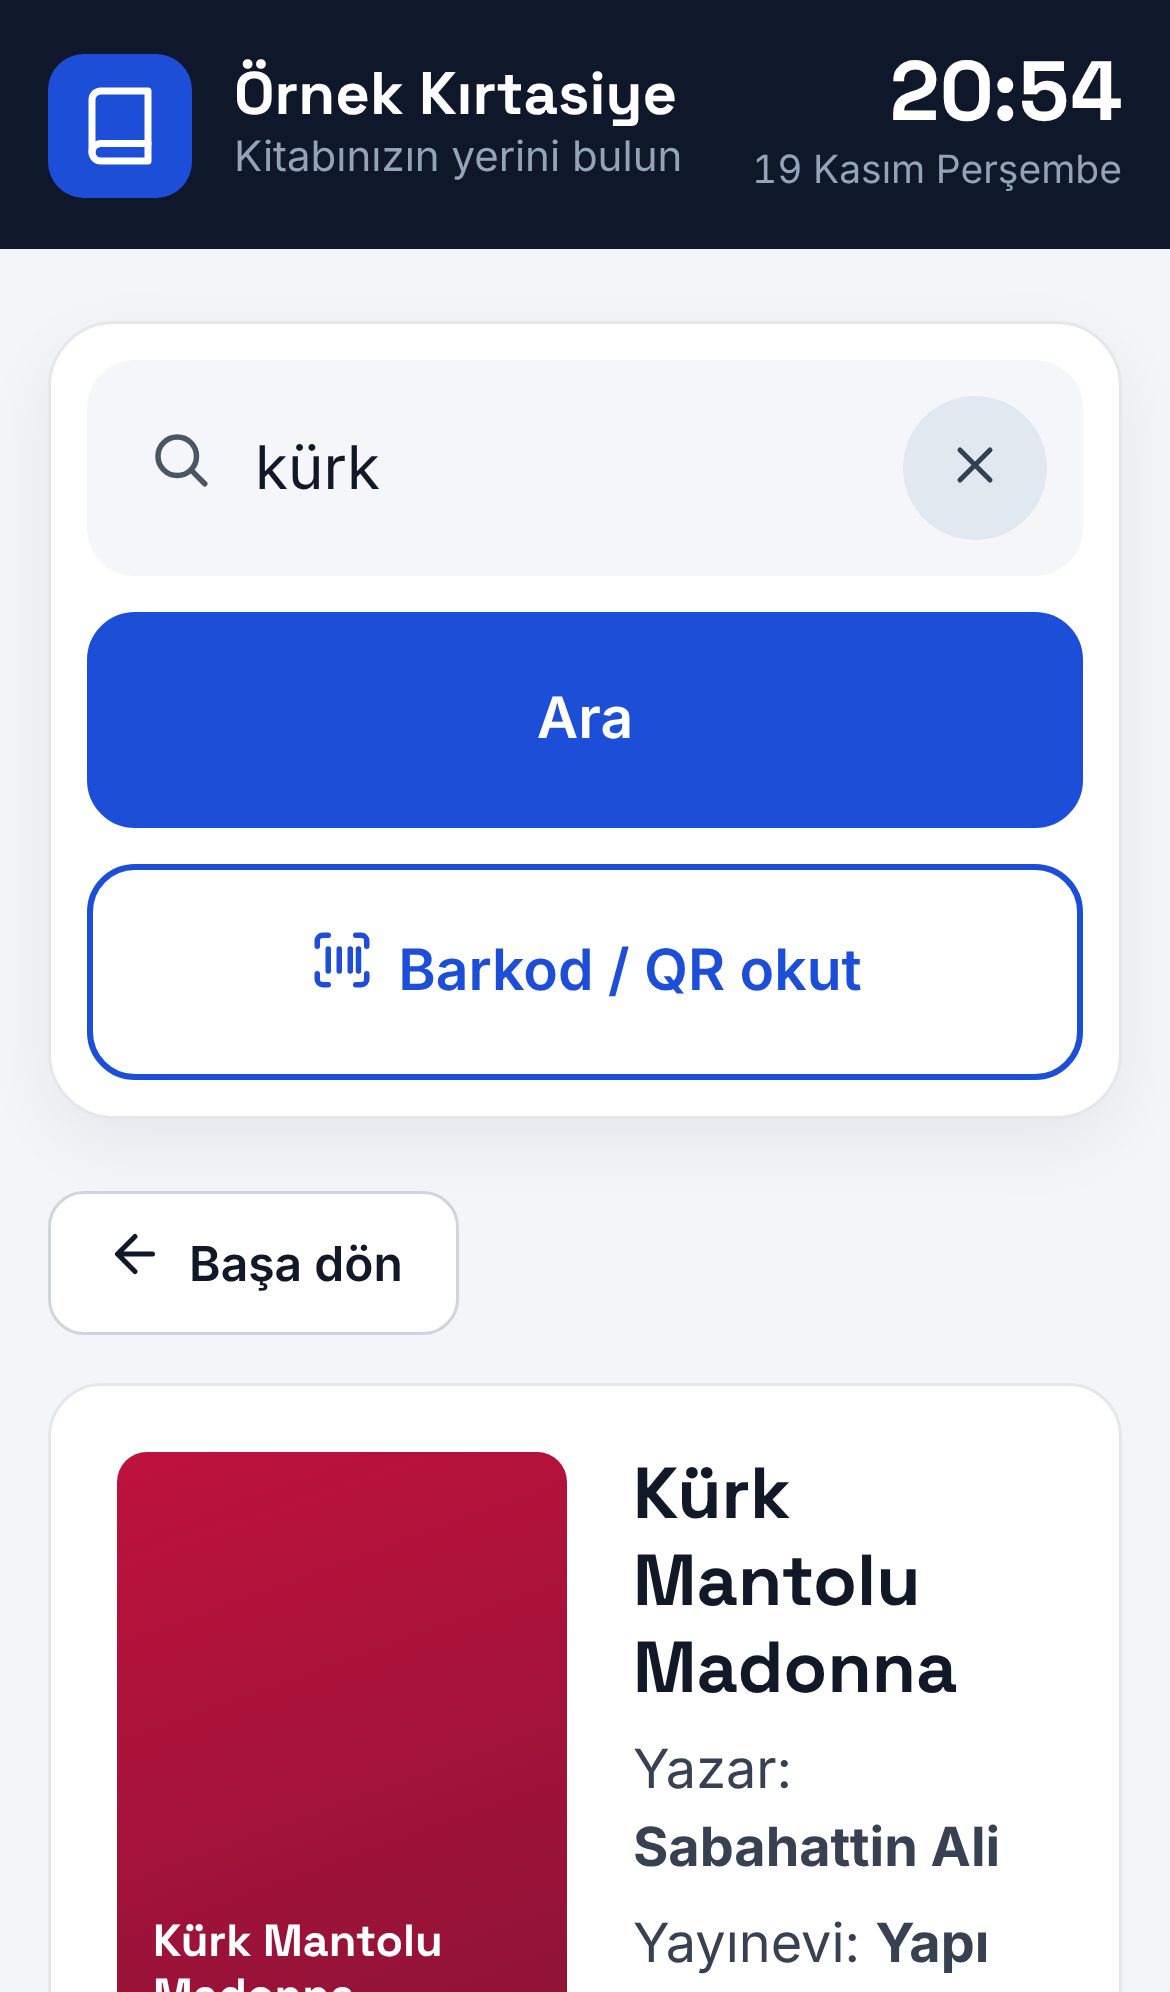 Örnek Kırtasiye
Kitabınızın yerini bulun
20:54
19 Kasım Perşembe
kürk
Ara
Barkod / QR okut
Başa dön
Kürk Mantolu
Madonna
Kürk
Mantolu
Madonna
Yazar:
Sabahattin Ali
Yayınevi: Yapı